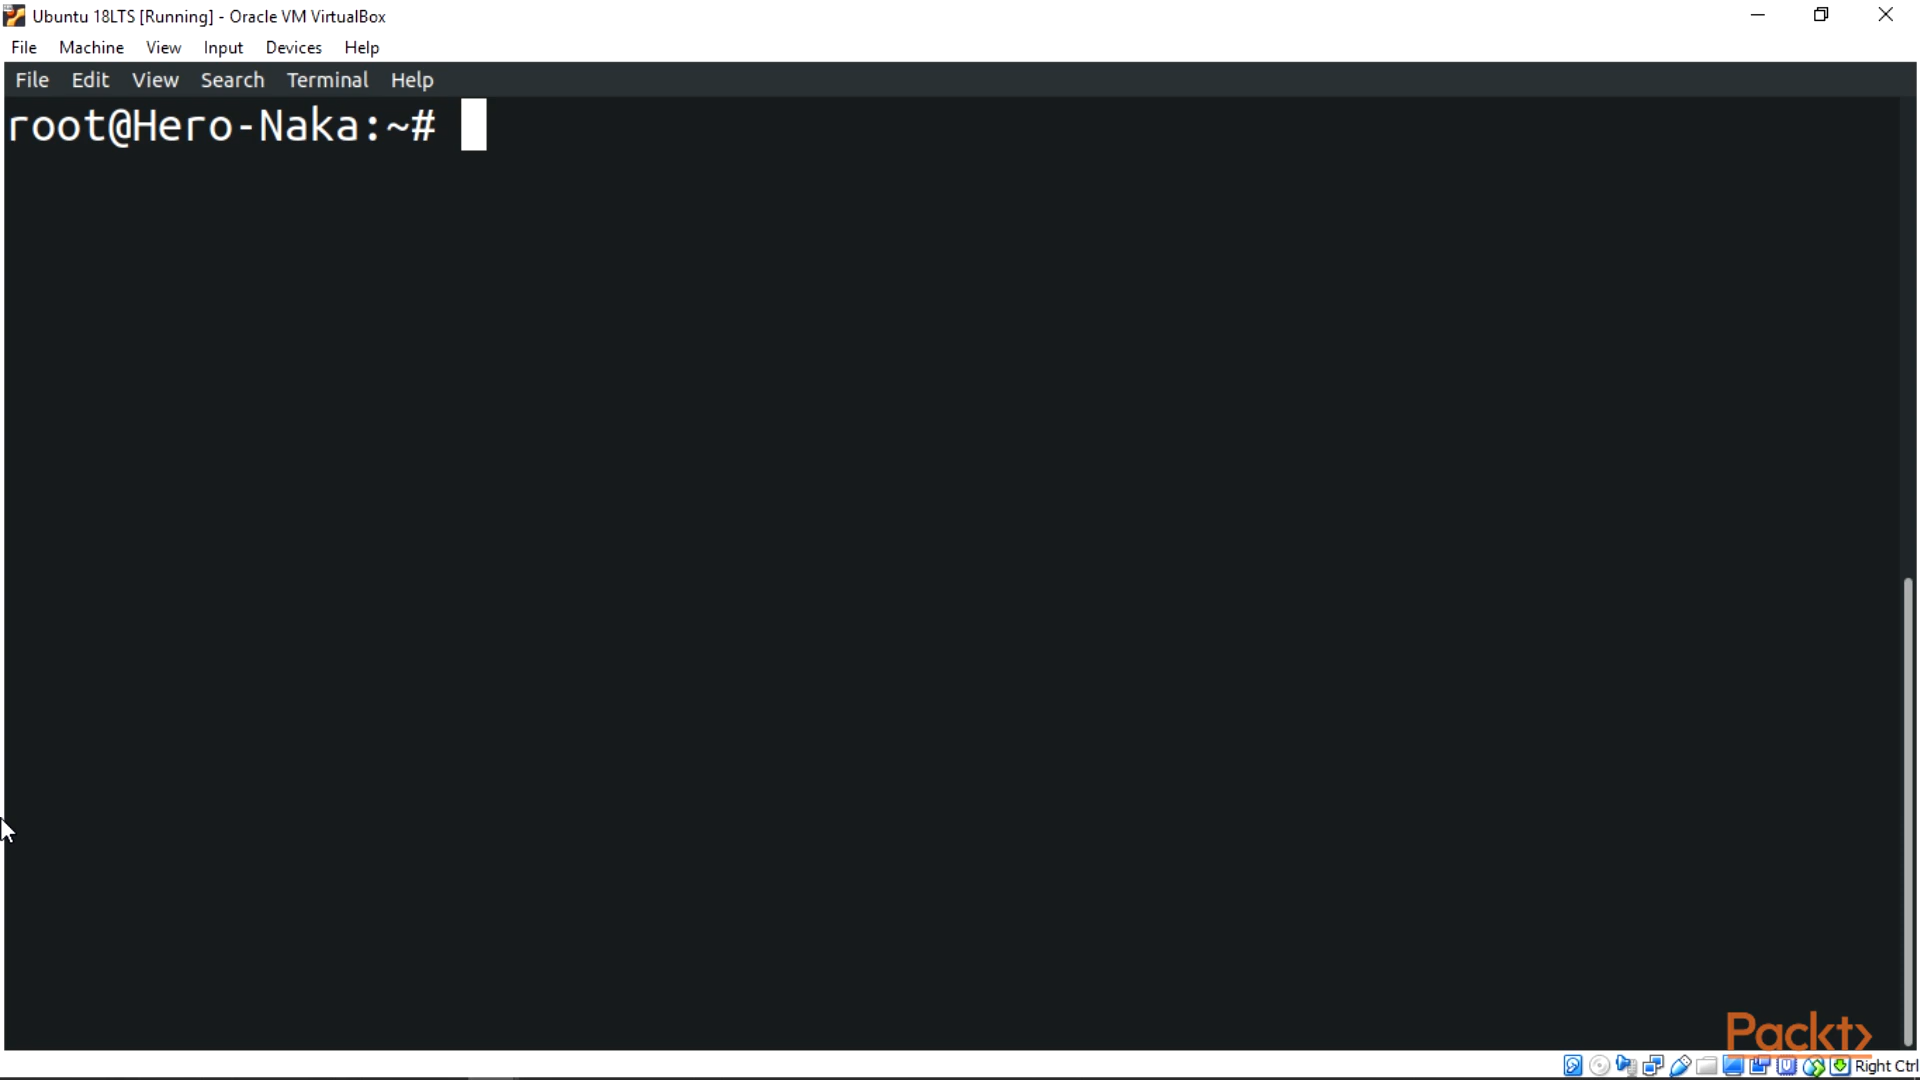 Ubuntu 18LTS [Running] - Oracle VM VirtualBox
File Machine View Input Devices Help
File Edit View Search Terminal Help
root@Hero-Naka:~#
Packt>
Right Ctrl